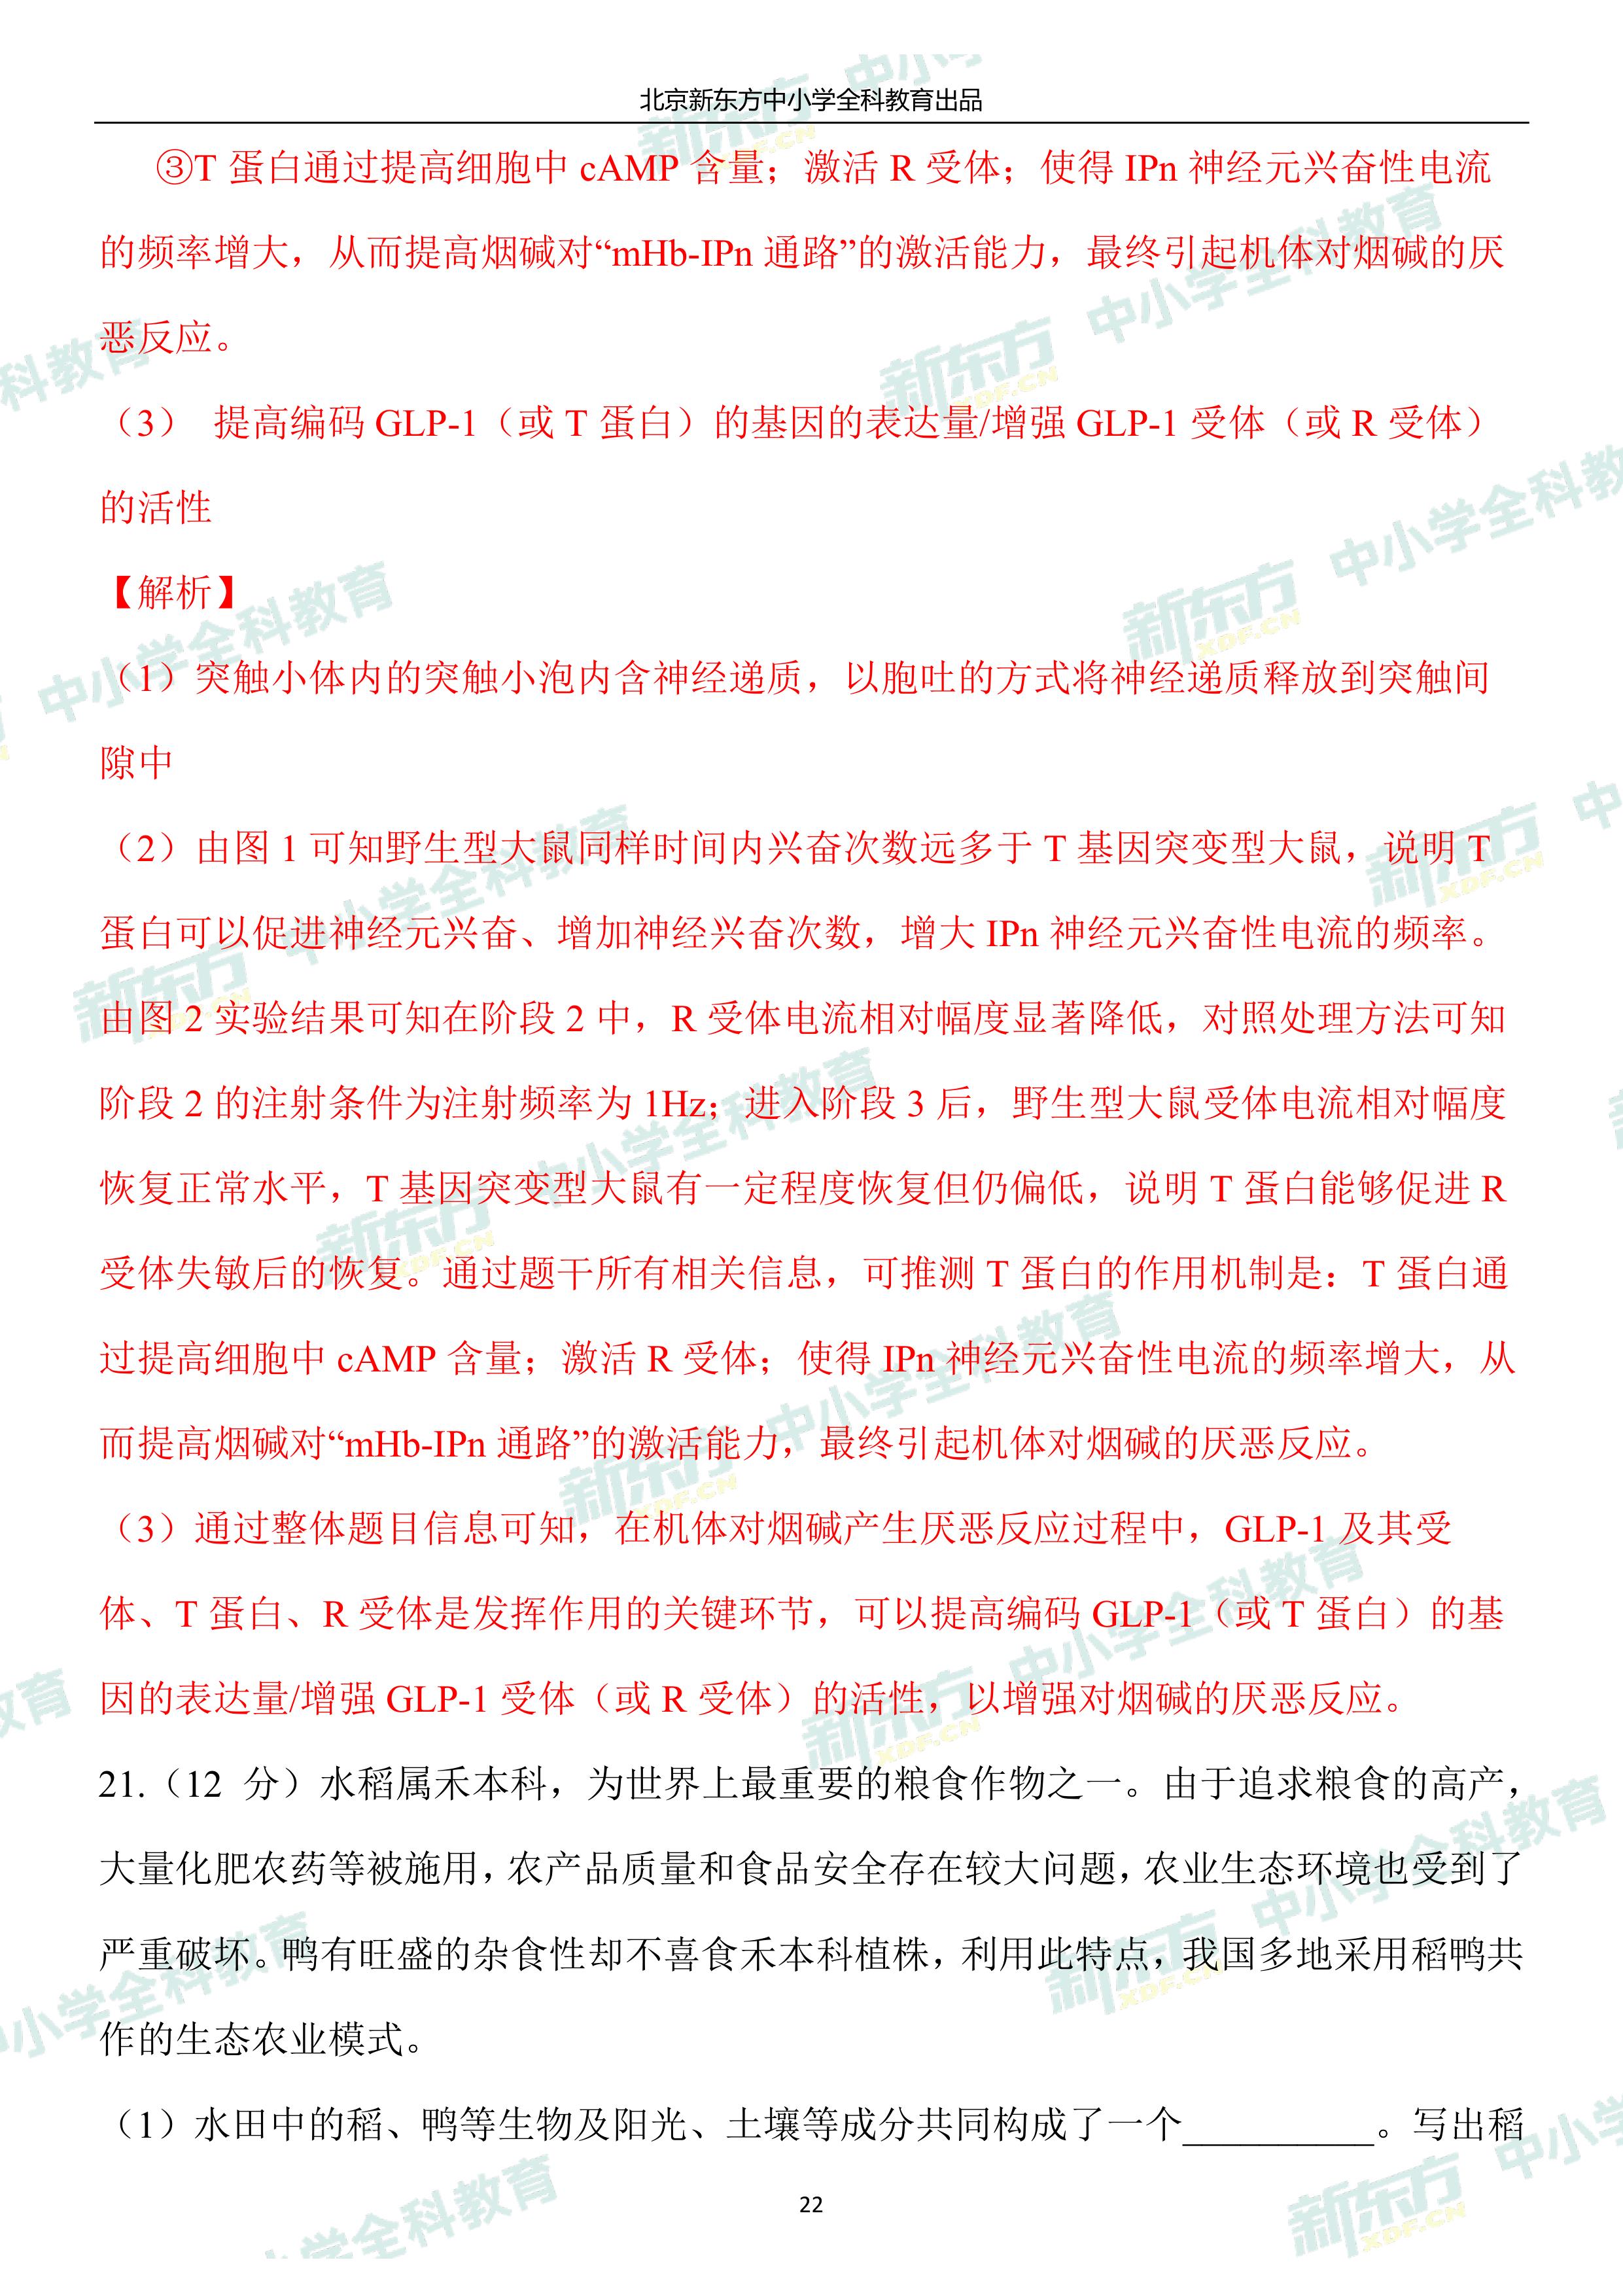 北京新东方中小学全科教育出品
③T 蛋白通过提高细胞中 cAMP 含量；激活 R 受体；使得 IPn 神经元兴奋性电流
的频率增大，从而提高烟碱对“mHb-IPn 通路”的激活能力，最终引起机体对烟碱的厌
恶反应。
（3） 提高编码 GLP-1（或 T 蛋白）的基因的表达量/增强 GLP-1 受体（或 R 受体）
的活性
【解析】
（1）突触小体内的突触小泡内含神经递质，以胞吐的方式将神经递质释放到突触间
隙中
（2）由图 1 可知野生型大鼠同样时间内兴奋次数远多于 T 基因突变型大鼠，说明 T
蛋白可以促进神经元兴奋、增加神经兴奋次数，增大 IPn 神经元兴奋性电流的频率。
由图 2 实验结果可知在阶段 2 中，R 受体电流相对幅度显著降低，对照处理方法可知
阶段 2 的注射条件为注射频率为 1Hz；进入阶段 3 后，野生型大鼠受体电流相对幅度
恢复正常水平，T 基因突变型大鼠有一定程度恢复但仍偏低，说明 T 蛋白能够促进 R
受体失敏后的恢复。通过题干所有相关信息，可推测 T 蛋白的作用机制是：T 蛋白通
过提高细胞中 cAMP 含量；激活 R 受体；使得 IPn 神经元兴奋性电流的频率增大，从
而提高烟碱对“mHb-IPn 通路”的激活能力，最终引起机体对烟碱的厌恶反应。
（3）通过整体题目信息可知，在机体对烟碱产生厌恶反应过程中，GLP-1 及其受
体、T 蛋白、R 受体是发挥作用的关键环节，可以提高编码 GLP-1（或 T 蛋白）的基
因的表达量/增强 GLP-1 受体（或 R 受体）的活性，以增强对烟碱的厌恶反应。
21.（12 分）水稻属禾本科，为世界上最重要的粮食作物之一。由于追求粮食的高产，
大量化肥农药等被施用，农产品质量和食品安全存在较大问题，农业生态环境也受到了
严重破坏。鸭有旺盛的杂食性却不喜食禾本科植株，利用此特点，我国多地采用稻鸭共
作的生态农业模式。
（1）水田中的稻、鸭等生物及阳光、土壤等成分共同构成了一个__________。写出稻
22